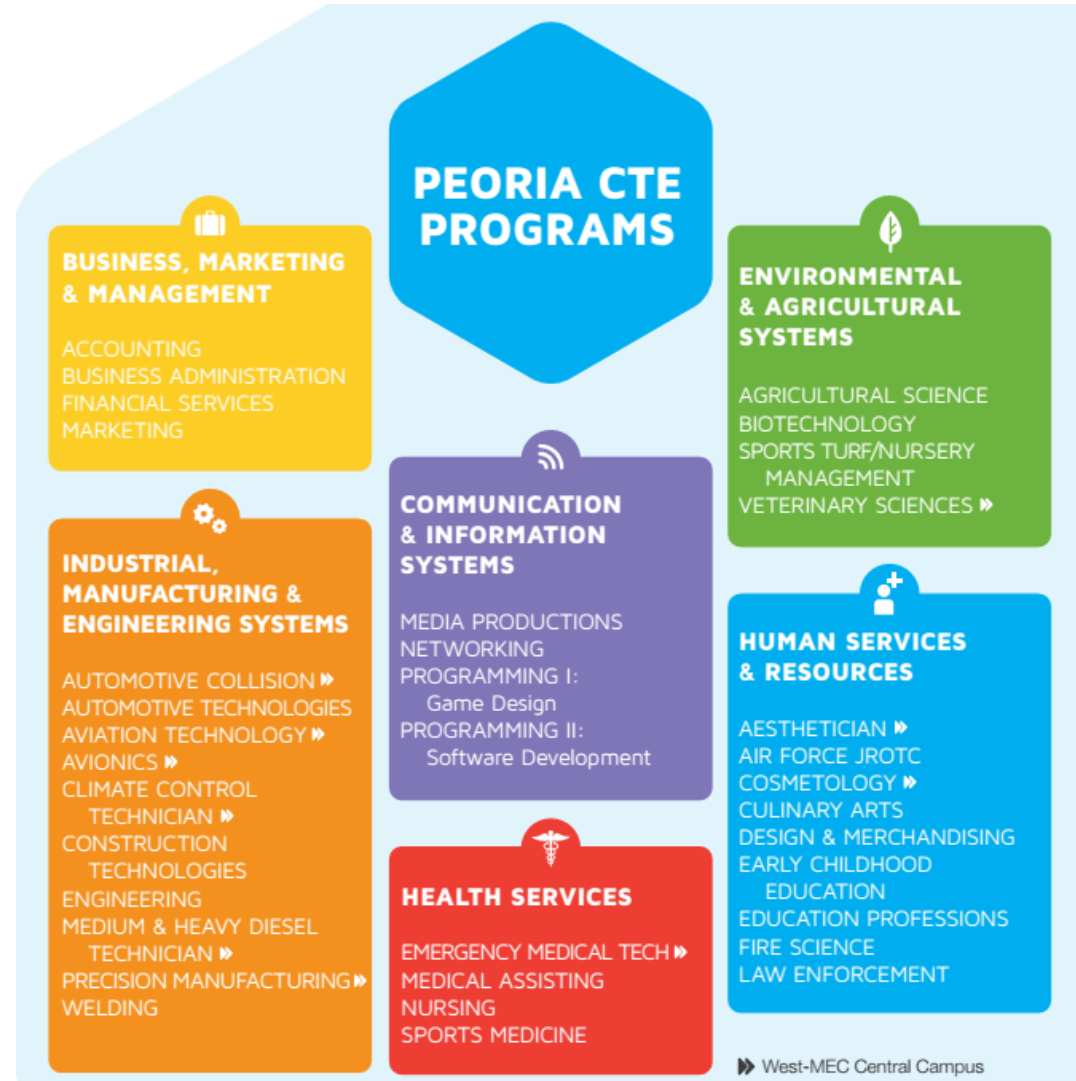 PEORIA CTE
PROGRAMS
BUSINESS, MARKETING
& MANAGEMENT
ACCOUNTING
BUSINESS ADMINISTRATION
FINANCIAL SERVICES
MARKETING
INDUSTRIAL,
MANUFACTURING &
ENGINEERING SYSTEMS
AUTOMOTIVE COLLISION »
AUTOMOTIVE TECHNOLOGIES
AVIATION TECHNOLOGY »
AVIONICS »
CLIMATE CONTROL
TECHNICIAN »
CONSTRUCTION
TECHNOLOGIES
ENGINEERING
MEDIUM & HEAVY DIESEL
TECHNICIAN »
PRECISION MANUFACTURING »
WELDING
COMMUNICATION
& INFORMATION
SYSTEMS
MEDIA PRODUCTIONS
NETWORKING
PROGRAMMING I:
Game Design
PROGRAMMING II:
Software Development
HEALTH SERVICES
EMERGENCY MEDICAL TECH »
MEDICAL ASSISTING
NURSING
SPORTS MEDICINE
ENVIRONMENTAL
& AGRICULTURAL
SYSTEMS
AGRICULTURAL SCIENCE
BIOTECHNOLOGY
SPORTS TURF/NURSERY
MANAGEMENT
VETERINARY SCIENCES »
HUMAN SERVICES
& RESOURCES
AESTHETICIAN »
AIR FORCE JROTC
COSMETOLOGY »
CULINARY ARTS
DESIGN & MERCHANDISING
EARLY CHILDHOOD
EDUCATION
EDUCATION PROFESSIONS
FIRE SCIENCE
LAW ENFORCEMENT
» West-MEC Central Campus